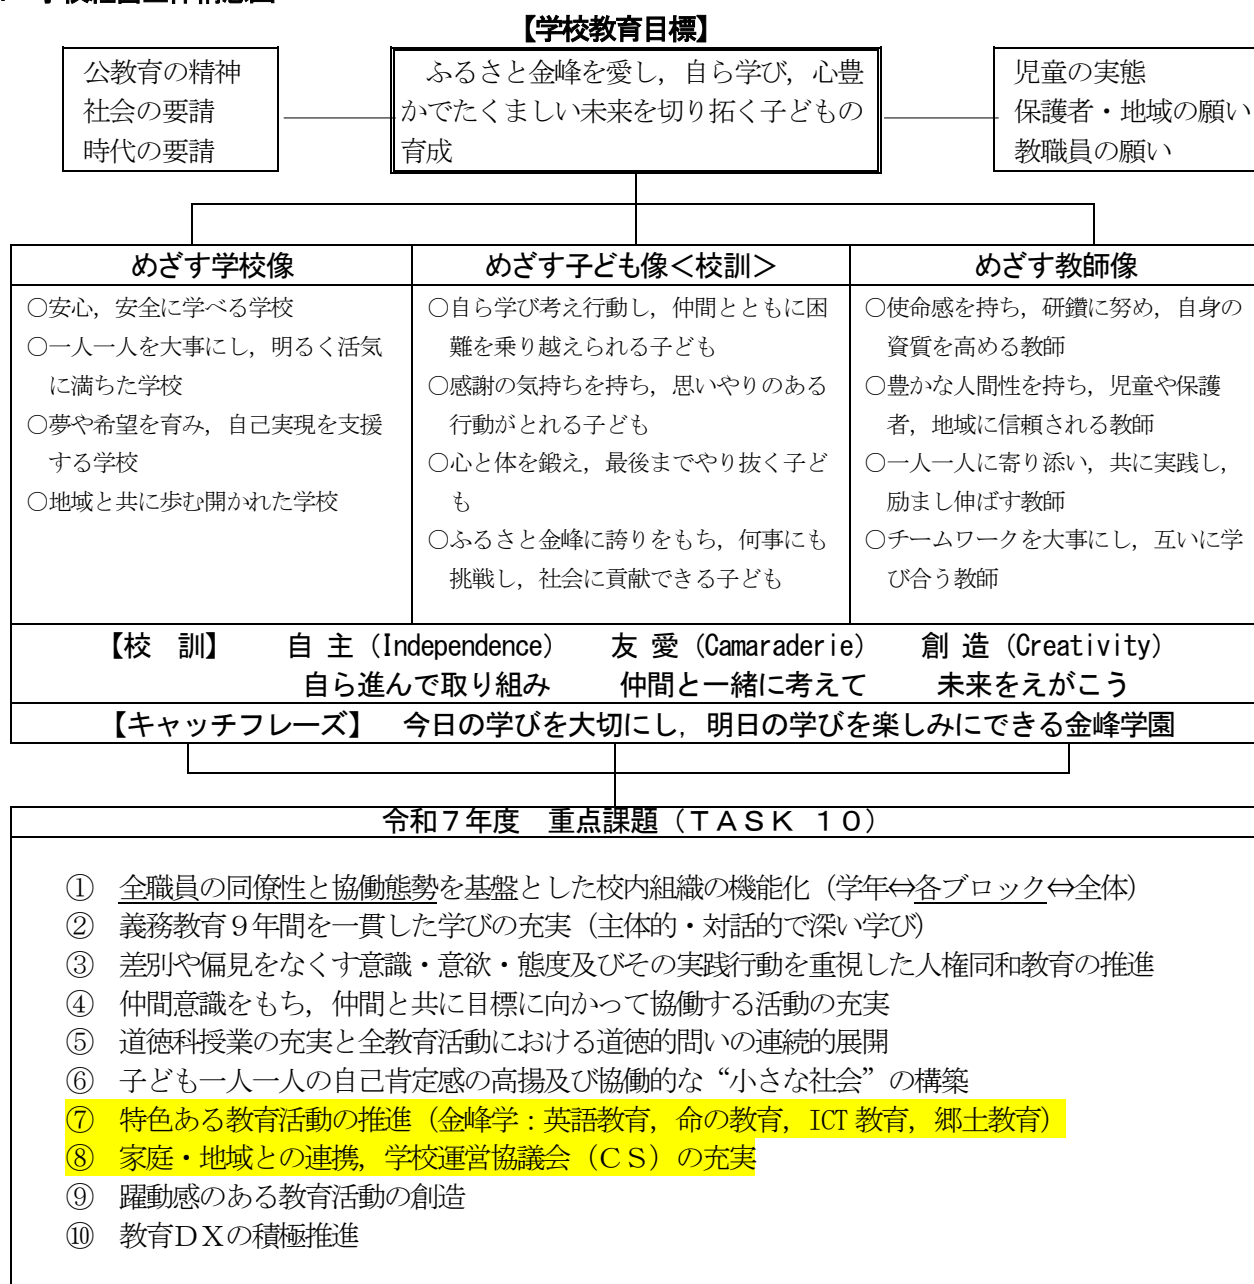 【学校教育目標】
公教育の精神
社会の要請
時代の要請
ふるさと金峰を愛し，自ら学び，心豊
かでたくましい未来を切り拓く子どもの
育成
児童の実態
保護者・地域の願い
教職員の願い
めざす学校像
○安心，安全に学べる学校
○一人一人を大事にし，明るく活気
に満ちた学校
○夢や希望を育み，自己実現を支援
する学校
○地域と共に歩む開かれた学校
めざす子ども像＜校訓＞
○自ら学び考え行動し，仲間とともに困
難を乗り越えられる子ども
○感謝の気持ちを持ち，思いやりのある
行動がとれる子ども
○心と体を鍛え，最後までやり抜く子ど
も
○ふるさと金峰に誇りをもち，何事にも
挑戦し，社会に貢献できる子ども
めざす教師像
○使命感を持ち，研鑽に努め，自身の
資質を高める教師
○豊かな人間性を持ち，児童や保護
者，地域に信頼される教師
○一人一人に寄り添い，共に実践し，
励まし伸ばす教師
○チームワークを大事にし，互いに学
び合う教師
【校　訓】　自 主（Independence）　友 愛（Camaraderie）　創 造（Creativity）
自ら進んで取り組み　仲間と一緒に考えて　未来をえがこう
【キャッチフレーズ】　今日の学びを大切にし，明日の学びを楽しみにできる金峰学園
令和７年度　重点課題（ＴＡＳＫ １０）
①　全職員の同僚性と協働態勢を基盤とした校内組織の機能化（学年⇔各ブロック⇔全体）
②　義務教育９年間を一貫した学びの充実（主体的・対話的で深い学び）
③　差別や偏見をなくす意識・意欲・態度及びその実践行動を重視した人権同和教育の推進
④　仲間意識をもち，仲間と共に目標に向かって協働する活動の充実
⑤　道徳科授業の充実と全教育活動における道徳的問いの連続的展開
⑥　子ども一人一人の自己肯定感の高揚及び協働的な“小さな社会”の構築
⑦　特色ある教育活動の推進（金峰学：英語教育，命の教育，ICT 教育，郷土教育）
⑧　家庭・地域との連携，学校運営協議会（ＣＳ）の充実
⑨　躍動感のある教育活動の創造
⑩　教育ＤＸの積極推進